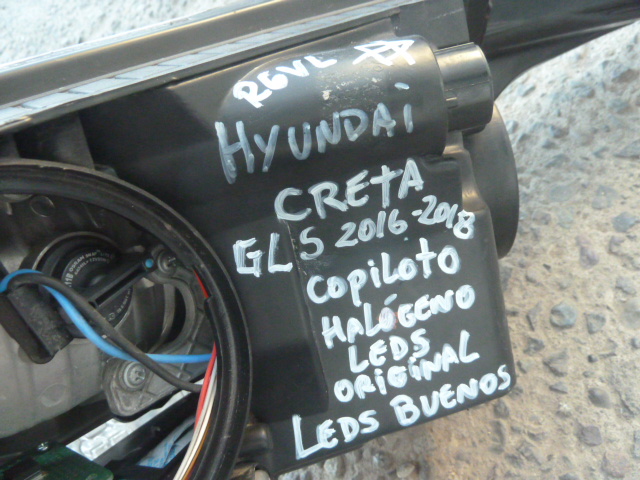 REVL
HYUNDAi
CRETA
GLS 2016-2018
COPILOTO
HALÓGENO
LEDS
ORIGINAL
LEDS BUENOS